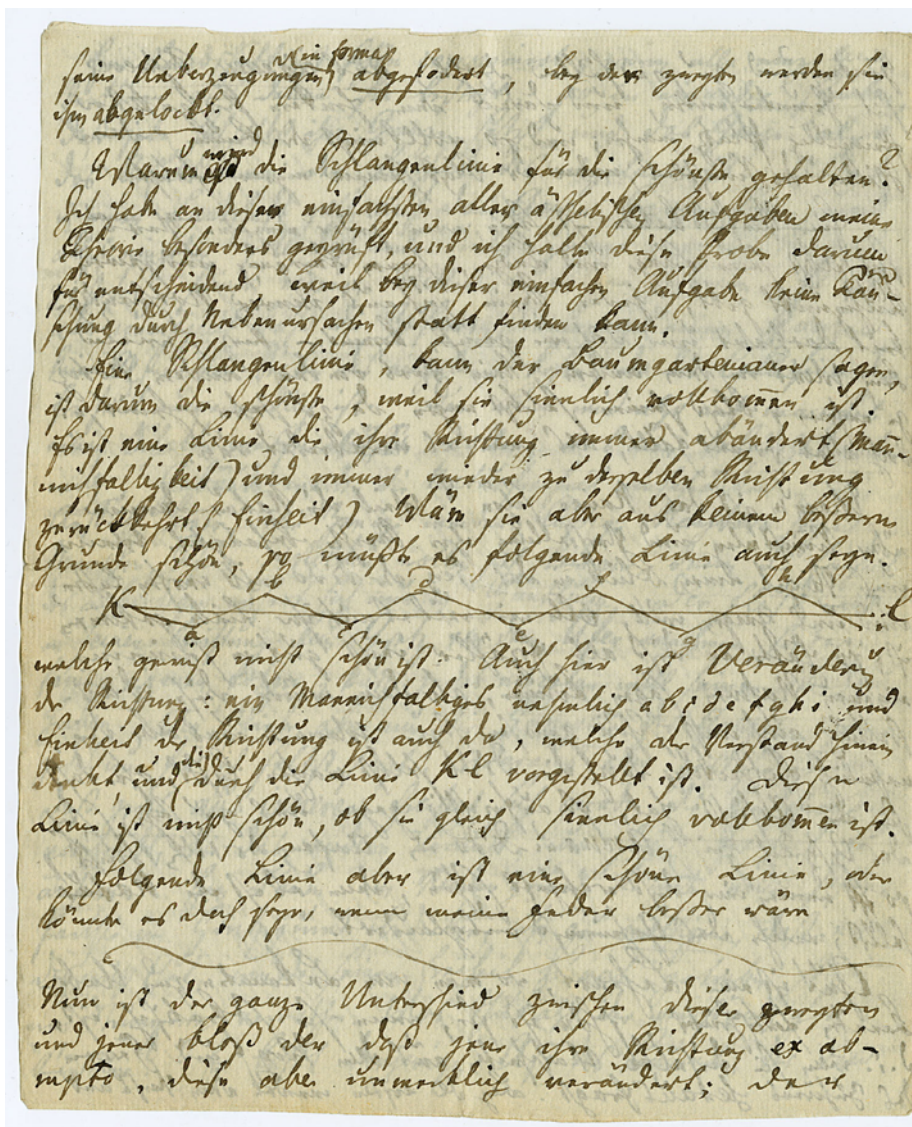 seine Ueberzeugungen in forma abgefodert, bey der zweyten werden sie
ihm abgelockt.
Warum wird die Schlangenlinie für die schönste gehalten?
Ich habe an dieser einfachsten aller ästhetischen Aufgaben meine
Theorie besonders geprüft, und ich halte diese Probe darum
für entscheidend weil bey dieser einfachen Aufgabe keine Täu-
schung durch Nebenursachen statt finden kann.
Eine Schlangenlinie, kann der Baumgartenianer sagen,
ist darum die schönste, weil sie sinnlich vollkommen ist.
Es ist eine Linie, die ihre Richtung immer abändert (Man-
nichfaltigkeit) und immer wieder zu derselben Richtung
zurückkehrt (Einheit) Wäre sie aber aus keinem beßern
Grunde schön, so müßte es folgende Linie auch seyn.
K a b c d e f g h i L
welche gewiß nicht schön ist. Auch hier ist Veränderung
der Richtung: ein Mannichfaltiges nehmlich a b c d e f g h i und
Einheit der Richtung ist auch da, welche der Verstand hinein
denkt, und die durch die Linie K L vorgestellt ist. Diese
Linie ist nicht schön, ob sie gleich sinnlich vollkommen ist.
Folgende Linie aber ist eine schöne Linie, oder
könnte es doch seyn, wenn meine Feder beßer wäre
Nun ist der ganze Unterschied zwischen dieser zweyten
und jener bloß der daß jene ihre Richtung ex ab-
rupto, diese aber unmerklich verändert; der